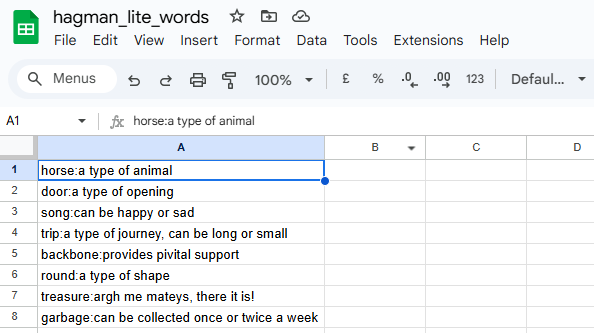 hagman_lite_words
File Edit View Insert Format Data Tools Extensions Help
Menus 100% £ % .0 .00 123 Defaul...
A1 fx horse:a type of animal
A B C D
1 horse:a type of animal
2 door:a type of opening
3 song:can be happy or sad
4 trip:a type of journey, can be long or small
5 backbone:provides pivital support
6 round:a type of shape
7 treasure:argh me mateys, there it is!
8 garbage:can be collected once or twice a week